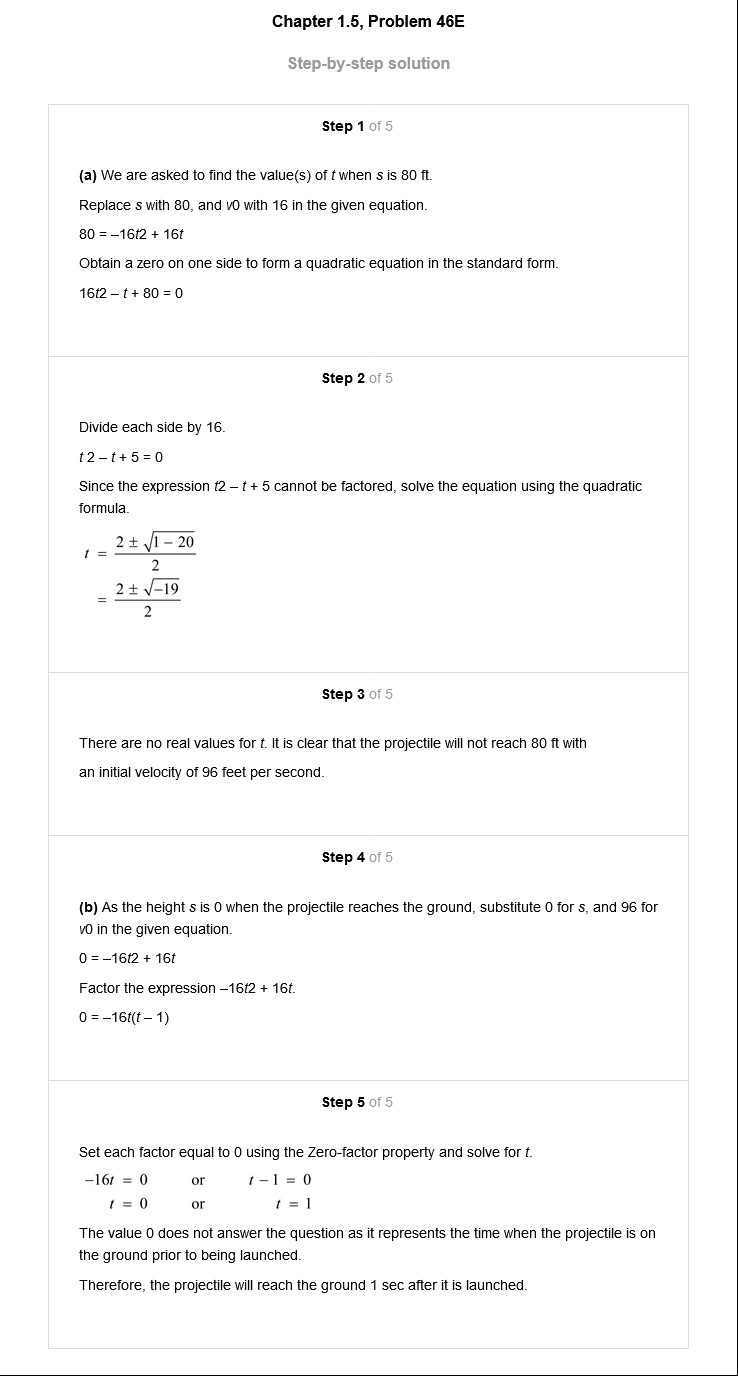 Chapter 1.5, Problem 46E
Step-by-step solution
Step 1 of 5
(a) We are asked to find the value(s) of t when s is 80 ft.
Replace s with 80, and v0 with 16 in the given equation.
80 = –16t2 + 16t
Obtain a zero on one side to form a quadratic equation in the standard form.
16t2 – t + 80 = 0
Step 2 of 5
Divide each side by 16.
t 2 – t + 5 = 0
Since the expression t2 – t + 5 cannot be factored, solve the equation using the quadratic
formula.
t = (2 ± √(1 − 20))/2
= (2 ± √(−19))/2
Step 3 of 5
There are no real values for t. It is clear that the projectile will not reach 80 ft with
an initial velocity of 96 feet per second.
Step 4 of 5
(b) As the height s is 0 when the projectile reaches the ground, substitute 0 for s, and 96 for
v0 in the given equation.
0 = –16t2 + 16t
Factor the expression –16t2 + 16t.
0 = –16t(t – 1)
Step 5 of 5
Set each factor equal to 0 using the Zero-factor property and solve for t.
−16t = 0 or t − 1 = 0
t = 0 or t = 1
The value 0 does not answer the question as it represents the time when the projectile is on
the ground prior to being launched.
Therefore, the projectile will reach the ground 1 sec after it is launched.